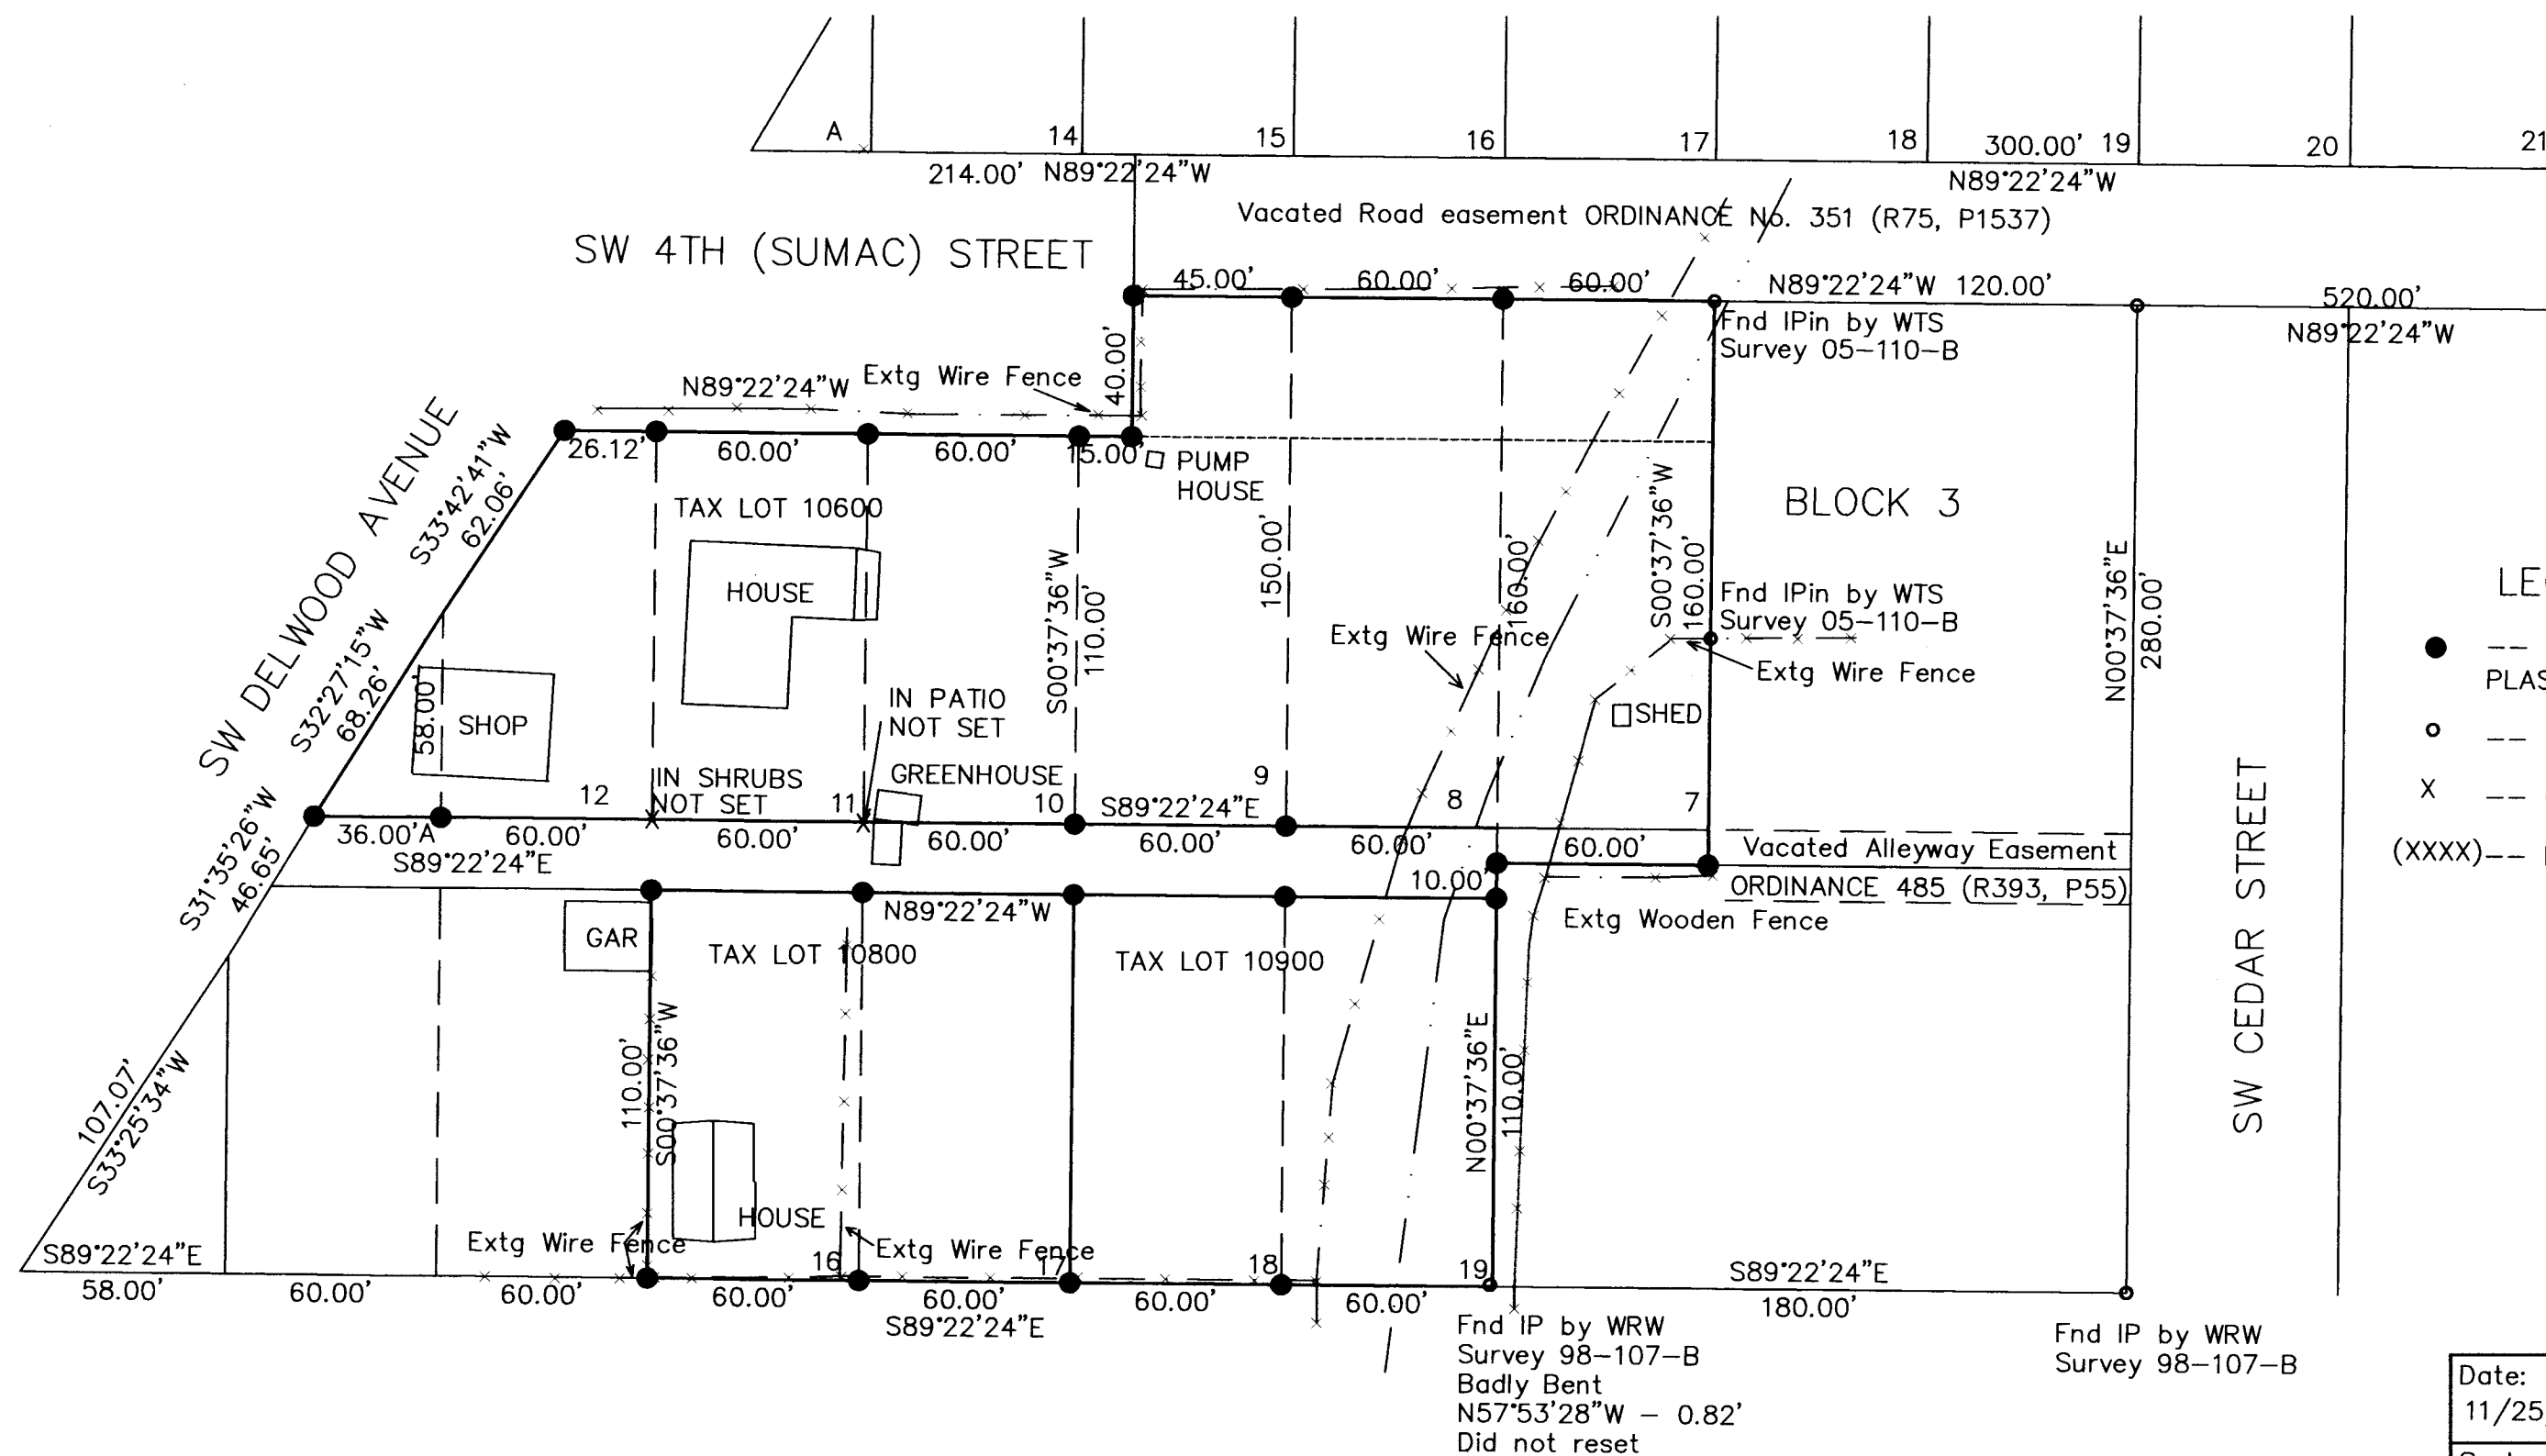 A
14
15
16
17
18
300.00'
19
20
21
214.00'
N89°22'24"W
N89°22'24"W
Vacated Road easement ORDINANCE No. 351 (R75, P1537)
SW 4TH (SUMAC) STREET
45.00'
60.00'
60.00'
N89°22'24"W 120.00'
520.00'
N89°22'24"W
Fnd IPin by WTS
Survey 05-110-B
40.00'
Extg Wire Fence
N89°22'24"W
26.12'
60.00'
60.00'
15.00'
PUMP
HOUSE
SW DELWOOD AVENUE
S33°42'41"W
62.06'
TAX LOT 10600
HOUSE
S00°37'36"W
110.00'
150.00'
160.00'
S00°37'36"W
160.00'
BLOCK 3
Fnd IPin by WTS
Survey 05-110-B
Extg Wire Fence
Extg Wire Fence
N00°37'36"E
280.00'
S32°27'15"W
68.26'
58.00'
SHOP
IN PATIO
NOT SET
SHED
12
IN SHRUBS
NOT SET
11
GREENHOUSE
10
9
S89°22'24"E
8
7
S31°35'26"W
46.65'
36.00'A
60.00'
60.00'
60.00'
60.00'
60.00'
60.00'
S89°22'24"E
Vacated Alleyway Easement
10.00'
ORDINANCE 485 (R393, P55)
N89°22'24"W
Extg Wooden Fence
GAR
TAX LOT 10800
TAX LOT 10900
SW CEDAR STREET
107.07'
S33°25'34"W
110.00'
S00°37'36"W
HOUSE
N00°37'36"E
110.00'
Extg Wire Fence
Extg Wire Fence
16
17
18
19
S89°22'24"E
58.00'
60.00'
60.00'
60.00'
60.00'
60.00'
60.00'
S89°22'24"E
S89°22'24"E
180.00'
Fnd IP by WRW
Survey 98-107-B
Badly Bent
N57°53'28"W - 0.82'
Did not reset
Fnd IP by WRW
Survey 98-107-B
--
PLAS
--
X --
(XXXX)--
Date:
11/25